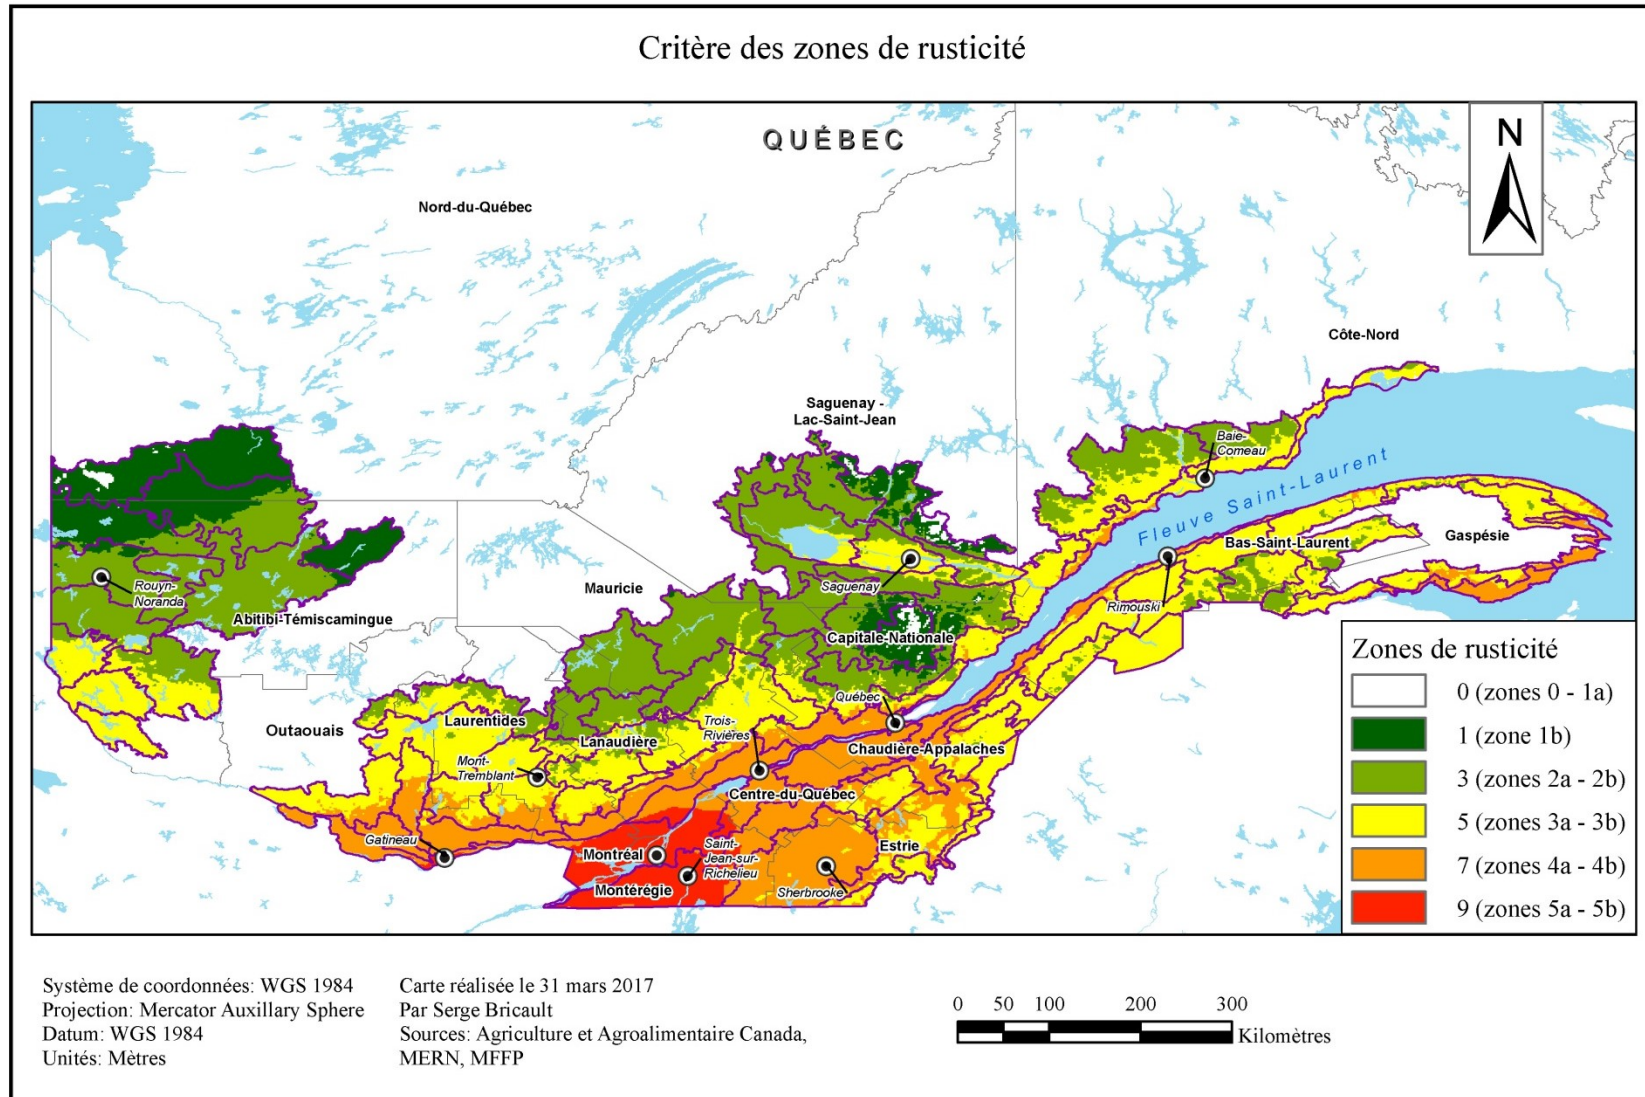 Critère des zones de rusticité
QUÉBEC
N
Nord-du-Québec
Côte-Nord
Saguenay -
Lac-Saint-Jean
Baie-
Comeau
Fleuve Saint-Laurent
Bas-Saint-Laurent
Gaspésie
Rouyn-
Noranda
Mauricie
Saguenay
Rimouski
Abitibi-Témiscamingue
Capitale-Nationale
Zones de rusticité
0 (zones 0 - 1a)
1 (zone 1b)
3 (zones 2a - 2b)
5 (zones 3a - 3b)
7 (zones 4a - 4b)
9 (zones 5a - 5b)
Québec
Outaouais
Laurentides
Lanaudière
Trois-
Rivières
Chaudière-Appalaches
Mont-
Tremblant
Centre-du-Québec
Gatineau
Montréal
Saint-
Jean-sur-
Richelieu
Estrie
Montérégie
Sherbrooke
Système de coordonnées: WGS 1984
Projection: Mercator Auxillary Sphere
Datum: WGS 1984
Unités: Mètres
Carte réalisée le 31 mars 2017
Par Serge Bricault
Sources: Agriculture et Agroalimentaire Canada,
MERN, MFFP
0 50 100 200 300
Kilomètres